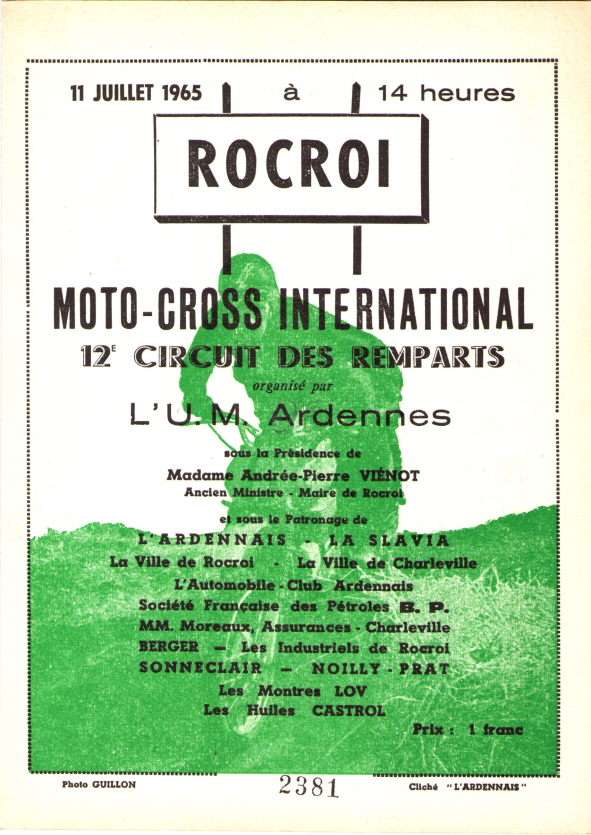 11 JUILLET 1965 à 14 heures
ROCROI
MOTO-CROSS INTERNATIONAL
12E CIRCUIT DES REMPARTS
organisé par
L'U.M. Ardennes
sous la Présidence de
Madame Andrée-Pierre VIÉNOT
Ancien Ministre - Maire de Rocroi
et sous le Patronage de
L'ARDENNAIS - LA SLAVIA
La Ville de Rocroi - La Ville de Charleville
L'Automobile-Club Ardennais
Société Française des Pétroles B. P.
MM. Moreaux, Assurances - Charleville
BERGER — Les Industriels de Rocroi
SONNECLAIR — NOILLY-PRAT
Les Montres LOV
Les Huiles CASTROL
Prix : 1 franc
Photo GUILLON 2381 Cliché "L'ARDENNAIS"